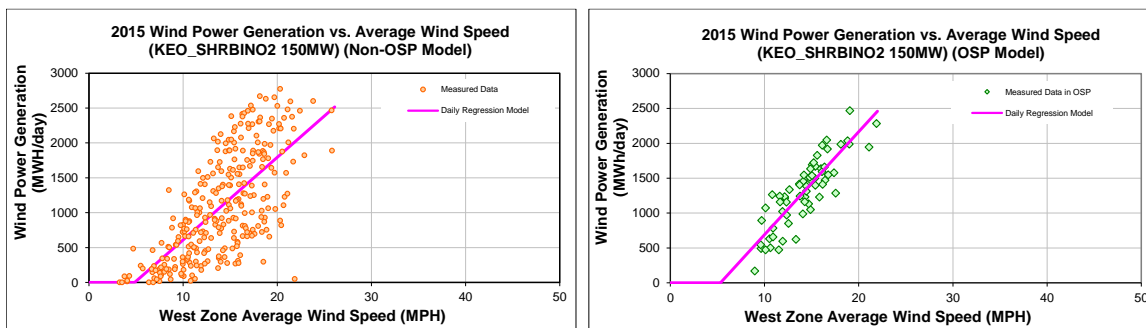 2015 Wind Power Generation vs. Average Wind Speed
(KEO_SHRBINO2 150MW) (Non-OSP Model)
Wind Power Generation
(MWH/day)
3000
2500
2000
1500
1000
500
0
Measured Data
Daily Regression Model
0 10 20 30 40 50
West Zone Average Wind Speed (MPH)
2015 Wind Power Generation vs. Average Wind Speed
(KEO_SHRBINO2 150MW) (OSP Model)
Wind Power Generation
(MWh/day)
3000
2500
2000
1500
1000
500
0
Measured Data in OSP
Daily Regression Model
0 10 20 30 40 50
West Zone Average Wind Speed (MPH)